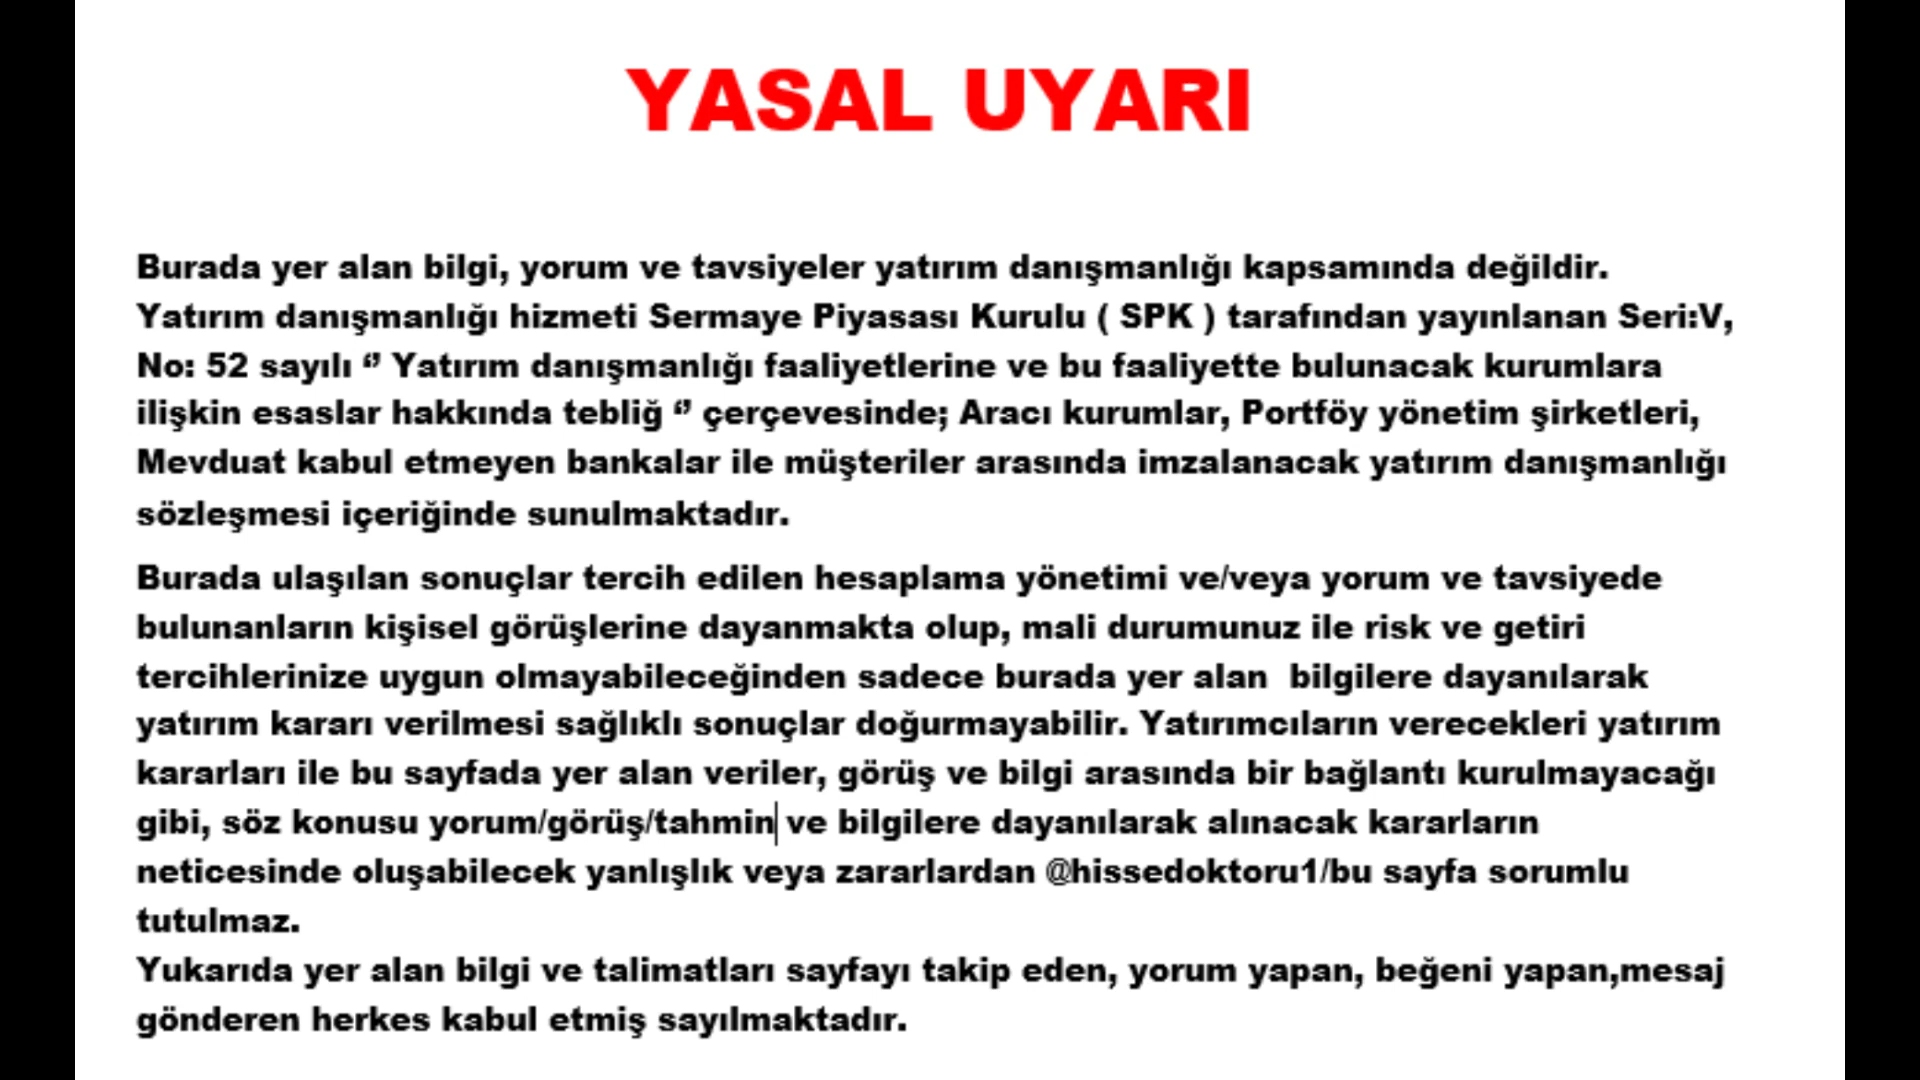 YASAL UYARI
Burada yer alan bilgi, yorum ve tavsiyeler yatırım danışmanlığı kapsamında değildir.
Yatırım danışmanlığı hizmeti Sermaye Piyasası Kurulu ( SPK ) tarafından yayınlanan Seri:V,
No: 52 sayılı “ Yatırım danışmanlığı faaliyetlerine ve bu faaliyette bulunacak kurumlara
ilişkin esaslar hakkında tebliğ “ çerçevesinde; Aracı kurumlar, Portföy yönetim şirketleri,
Mevduat kabul etmeyen bankalar ile müşteriler arasında imzalanacak yatırım danışmanlığı
sözleşmesi içeriğinde sunulmaktadır.
Burada ulaşılan sonuçlar tercih edilen hesaplama yönetimi ve/veya yorum ve tavsiyede
bulunanların kişisel görüşlerine dayanmakta olup, mali durumunuz ile risk ve getiri
tercihlerinize uygun olmayabileceğinden sadece burada yer alan  bilgilere dayanılarak
yatırım kararı verilmesi sağlıklı sonuçlar doğurmayabilir. Yatırımcıların verecekleri yatırım
kararları ile bu sayfada yer alan veriler, görüş ve bilgi arasında bir bağlantı kurulmayacağı
gibi, söz konusu yorum/görüş/tahmin ve bilgilere dayanılarak alınacak kararların
neticesinde oluşabilecek yanlışlık veya zararlardan @hissedoktoru1/bu sayfa sorumlu
tutulmaz.
Yukarıda yer alan bilgi ve talimatları sayfayı takip eden, yorum yapan, beğeni yapan,mesaj
gönderen herkes kabul etmiş sayılmaktadır.